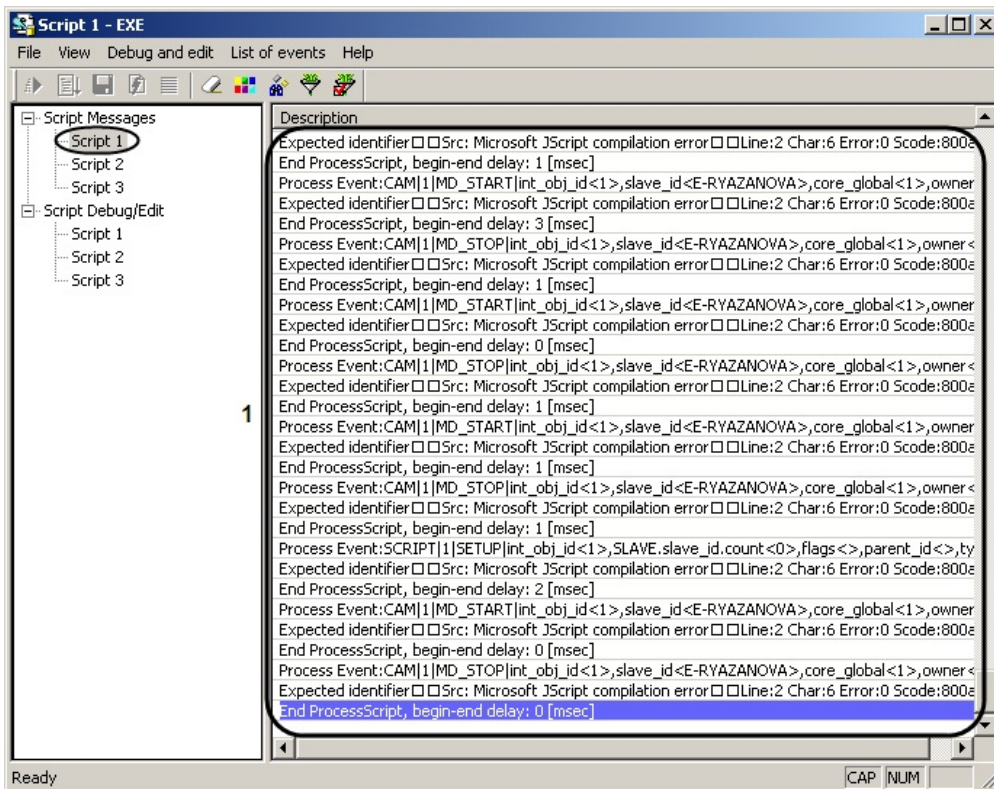 Script 1 - EXE
File View Debug and edit List of events Help
Script Messages
Script 1
Script 2
Script 3
Script Debug/Edit
Script 1
Script 2
Script 3
1
Description
Expected identifier□□Src: Microsoft JScript compilation error□□Line:2 Char:6 Error:0 Scode:800a
End ProcessScript, begin-end delay: 1 [msec]
Process Event:CAM|1|MD_START|int_obj_id<1>,slave_id<E-RYAZANOVA>,core_global<1>,owner
Expected identifier□□Src: Microsoft JScript compilation error□□Line:2 Char:6 Error:0 Scode:800a
End ProcessScript, begin-end delay: 3 [msec]
Process Event:CAM|1|MD_STOP|int_obj_id<1>,slave_id<E-RYAZANOVA>,core_global<1>,owner<
Expected identifier□□Src: Microsoft JScript compilation error□□Line:2 Char:6 Error:0 Scode:800a
End ProcessScript, begin-end delay: 1 [msec]
Process Event:CAM|1|MD_START|int_obj_id<1>,slave_id<E-RYAZANOVA>,core_global<1>,owner
Expected identifier□□Src: Microsoft JScript compilation error□□Line:2 Char:6 Error:0 Scode:800a
End ProcessScript, begin-end delay: 0 [msec]
Process Event:CAM|1|MD_STOP|int_obj_id<1>,slave_id<E-RYAZANOVA>,core_global<1>,owner<
Expected identifier□□Src: Microsoft JScript compilation error□□Line:2 Char:6 Error:0 Scode:800a
End ProcessScript, begin-end delay: 1 [msec]
Process Event:CAM|1|MD_START|int_obj_id<1>,slave_id<E-RYAZANOVA>,core_global<1>,owner
Expected identifier□□Src: Microsoft JScript compilation error□□Line:2 Char:6 Error:0 Scode:800a
End ProcessScript, begin-end delay: 1 [msec]
Process Event:CAM|1|MD_STOP|int_obj_id<1>,slave_id<E-RYAZANOVA>,core_global<1>,owner<
Expected identifier□□Src: Microsoft JScript compilation error□□Line:2 Char:6 Error:0 Scode:800a
End ProcessScript, begin-end delay: 1 [msec]
Process Event:SCRIPT|1|SETUP|int_obj_id<1>,SLAVE.slave_id.count<0>,flags<>,parent_id<>,ty
Expected identifier□□Src: Microsoft JScript compilation error□□Line:2 Char:6 Error:0 Scode:800a
End ProcessScript, begin-end delay: 2 [msec]
Process Event:CAM|1|MD_START|int_obj_id<1>,slave_id<E-RYAZANOVA>,core_global<1>,owner
Expected identifier□□Src: Microsoft JScript compilation error□□Line:2 Char:6 Error:0 Scode:800a
End ProcessScript, begin-end delay: 0 [msec]
Process Event:CAM|1|MD_STOP|int_obj_id<1>,slave_id<E-RYAZANOVA>,core_global<1>,owner<
Expected identifier□□Src: Microsoft JScript compilation error□□Line:2 Char:6 Error:0 Scode:800a
End ProcessScript, begin-end delay: 0 [msec]
Ready
CAP NUM